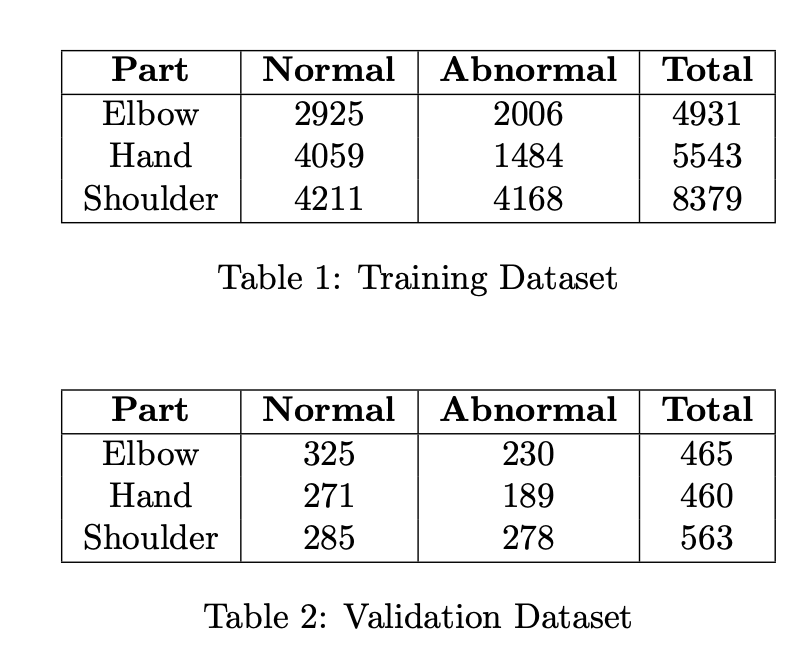 Part Normal Abnormal Total
Elbow 2925 2006 4931
Hand 4059 1484 5543
Shoulder 4211 4168 8379
Table 1: Training Dataset
Part Normal Abnormal Total
Elbow 325 230 465
Hand 271 189 460
Shoulder 285 278 563
Table 2: Validation Dataset